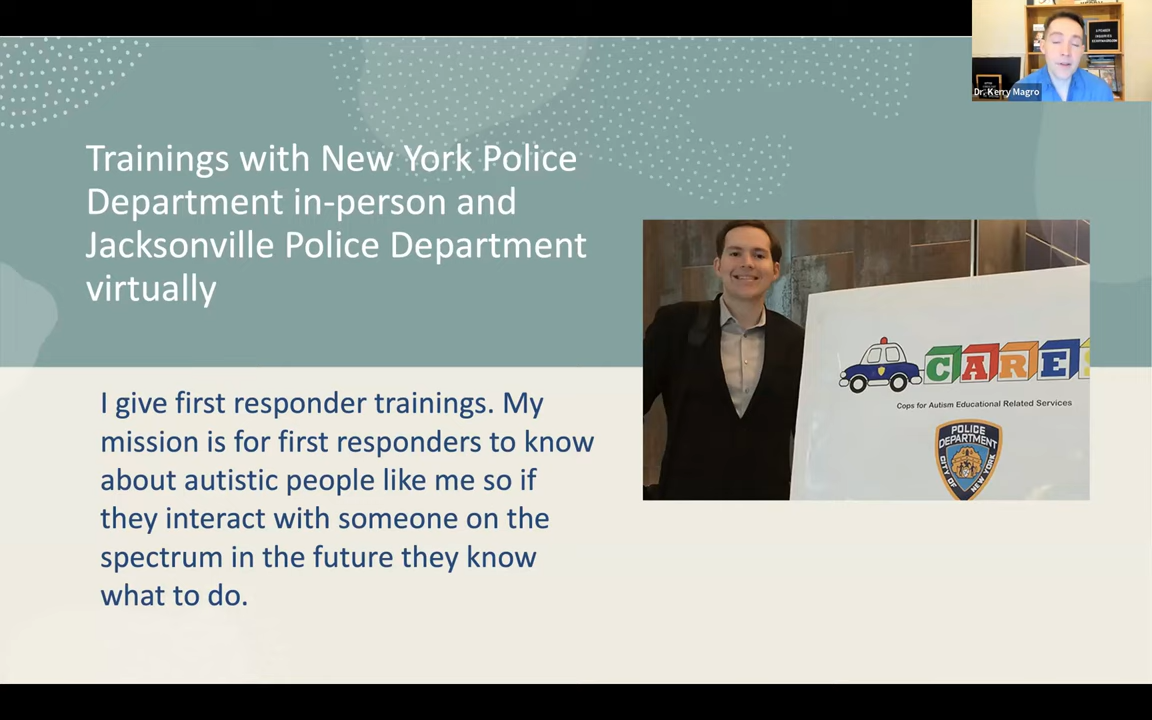 Dr. Kerry Magro
Trainings with New York Police
Department in-person and
Jacksonville Police Department
virtually
CARES
Cops for Autism Educational Related Services
POLICE
DEPARTMENT
CITY OF
NEW YORK
I give first responder trainings. My
mission is for first responders to know
about autistic people like me so if
they interact with someone on the
spectrum in the future they know
what to do.